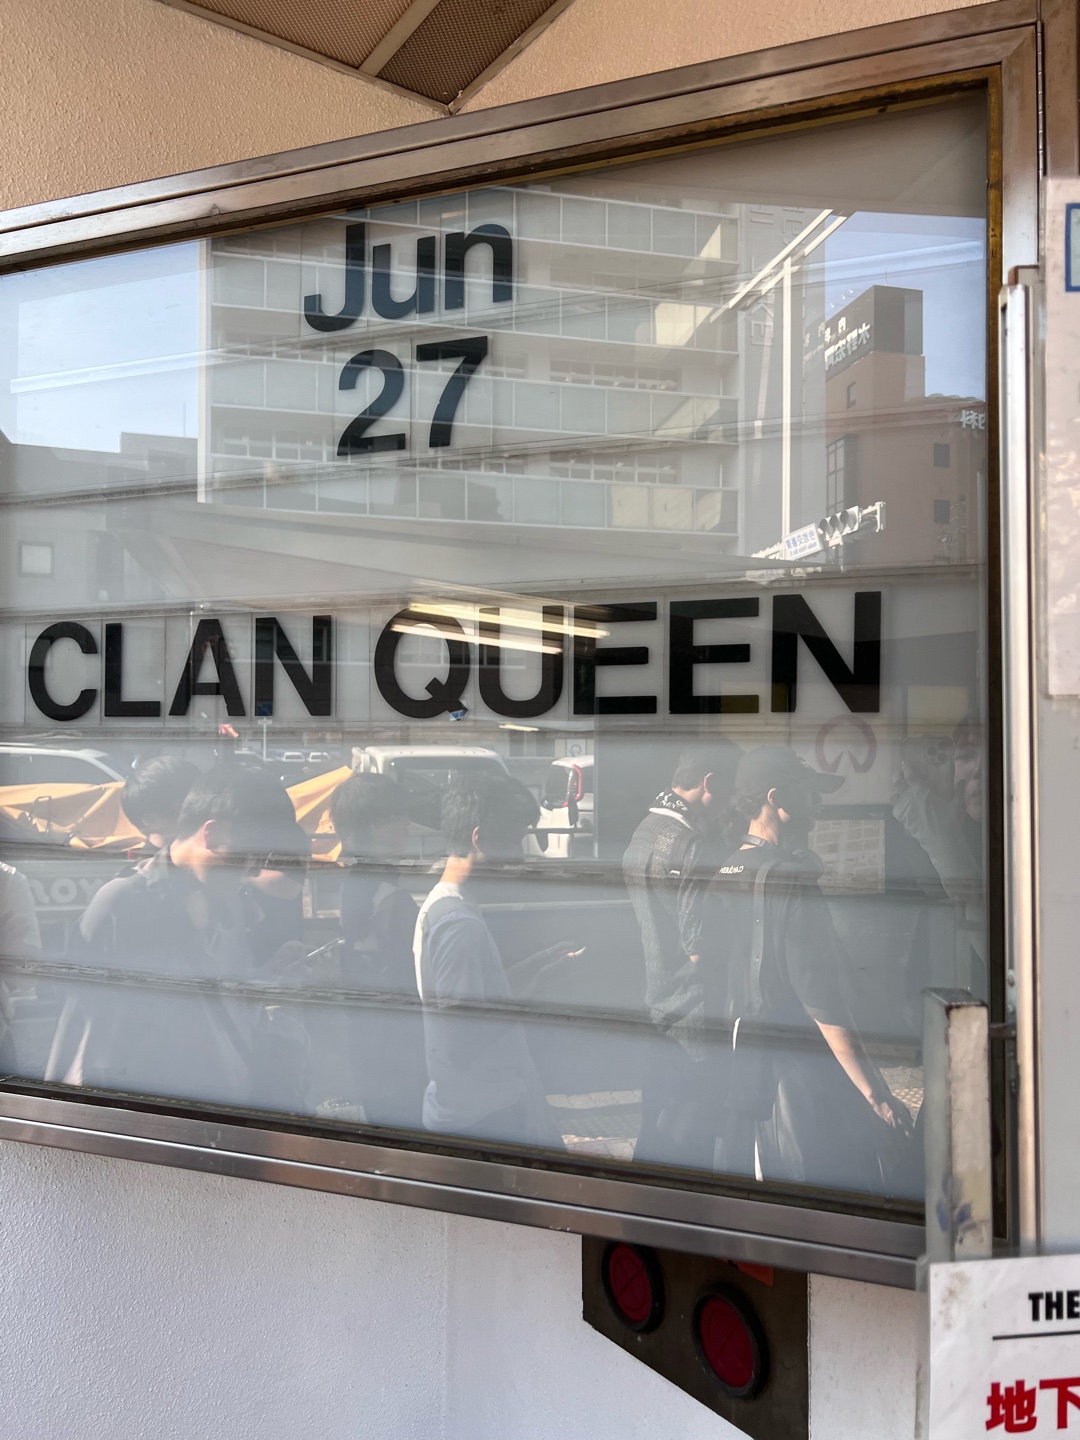 Jun
27
CLAN QUEEN
THE
地下